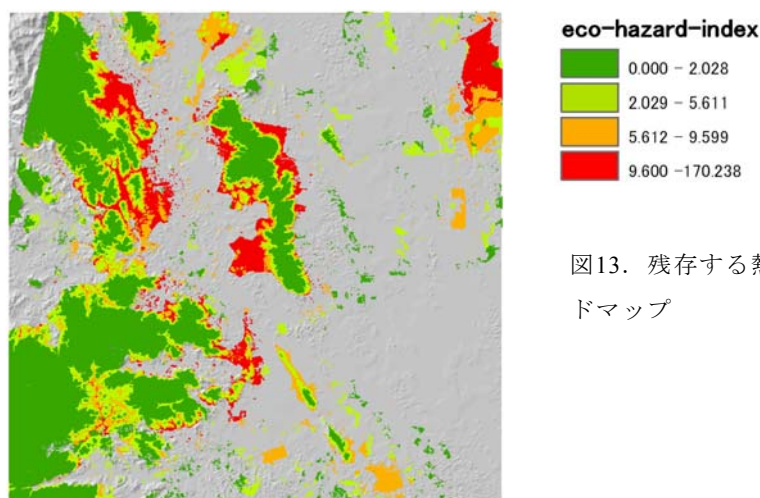 eco-hazard-index
0.000 - 2.028
2.029 - 5.611
5.612 - 9.599
9.600 -170.238
図13. 残存する
ドマップ